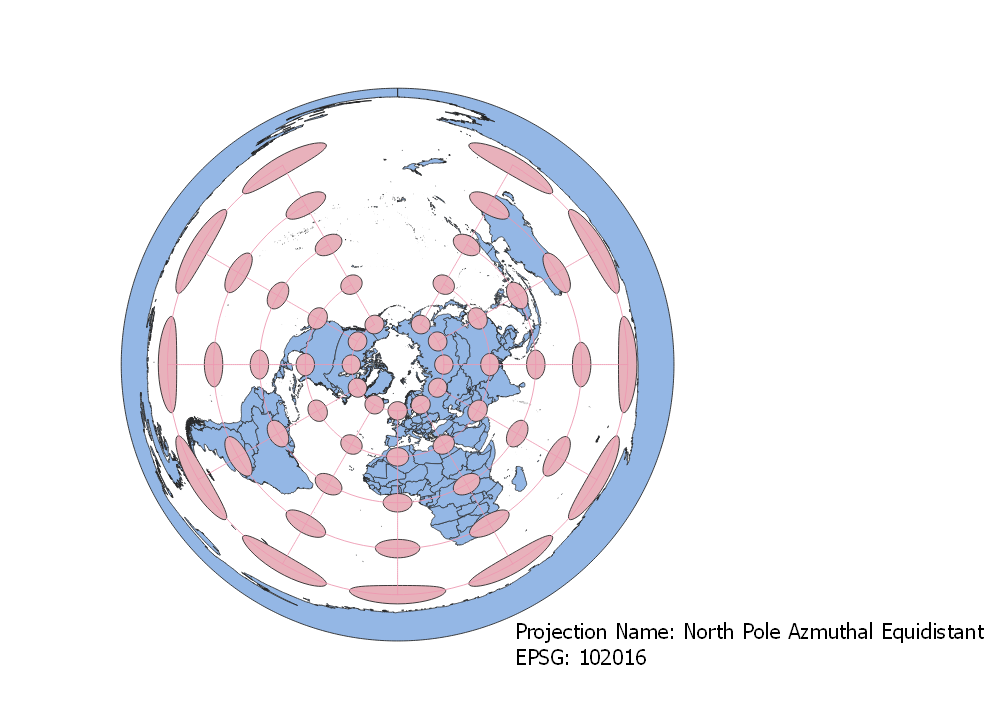 Projection Name: North Pole Azmuthal Equidistant
EPSG: 102016